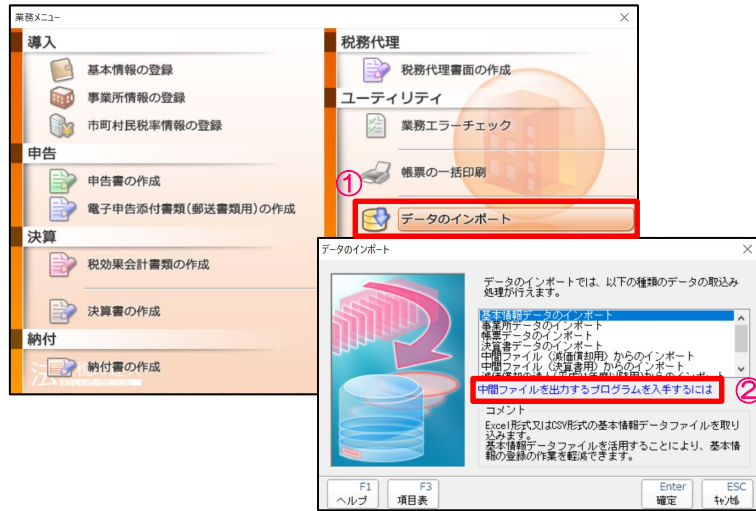 業務メニュー
導入
基本情報の登録
事業所情報の登録
市町村民税率情報の登録
申告
申告書の作成
電子申告添付書類(郵送書類用)の作成
決算
税効果会計書類の作成
決算書の作成
納付
納付書の作成
税務代理
税務代理書面の作成
ユーティリティ
業務エラーチェック
帳票の一括印刷
①
データのインポート
データのインポート
データのインポートでは、以下の種類のデータの取込み
処理が行えます。
基本情報データのインポート
事業所データのインポート
帳票データのインポート
決算書データのインポート
中間ファイル(減価償却用)からのインポート
中間ファイル(決算書用)からのインポート
中間ファイルを出力するプログラムを入手するには
②
コメント
Excel形式又はCSV形式の基本情報データファイルを取り
込みます。
基本情報データファイルを活用することにより、基本情
報の登録の作業を軽減できます。
F1
ヘルプ
F3
項目表
Enter
確定
ESC
キャンセル